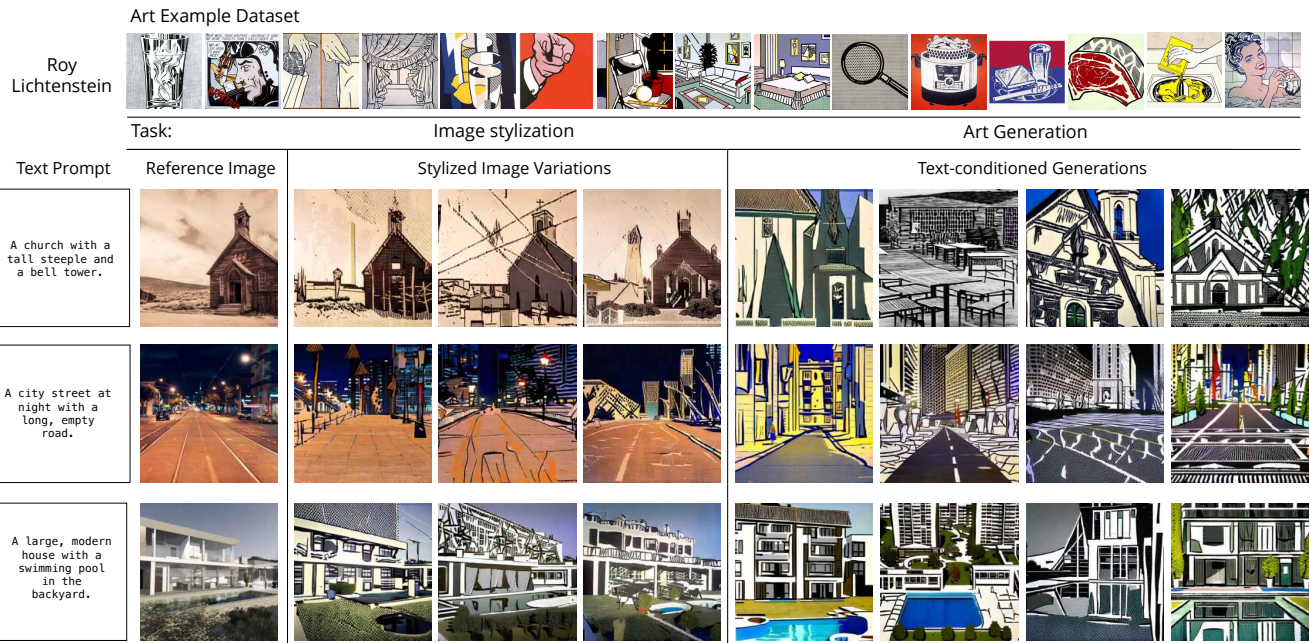 Art Example Dataset
Roy
Lichtenstein
Task:
Image stylization
Art Generation
Text Prompt
Reference Image
Stylized Image Variations
Text-conditioned Generations
A church with a
tall steeple and
a bell tower.
A city street at
night with a
long, empty
road.
A large, modern
house with a
swimming pool
in the
backyard.